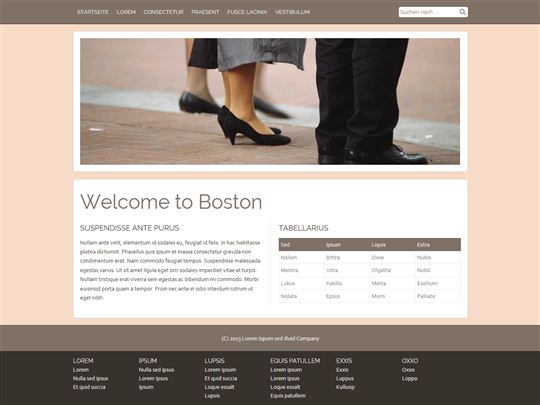 STARTSEITE LOREM CONSECTETUR PRAESENT FUSCE LACINIA VESTIBULUM
Suchen nach ...
Welcome to Boston
SUSPENDISSE ANTE PURUS
Nullam ante velit, elementum id sodales eu, feugiat id felis. In hac habitasse
platea dictumst. Phasellus quis ipsum et massa consectetur gravida non
condimentum erat. Nam commodo feugiat tempus. Suspendisse malesuada
egestas varius. Ut sit amet ligula eget orci sodales imperdiet vitae at turpis.
Nullam tristique erat viverra sem egestas ac bibendum mi commodo. Morbi
euismod porta quam a tempor. Proin nec ante in odio interdum rutrum ut
eget nibh.
TABELLARIUS
Sed Ipsum Liquis Extra
Nolem Bittra Oxxe Nubis
Mentra Vitra Olgatha Nobil
Lukus Fokillo Metra Exellium
Nolata Epsus Muris Palliata
(C) 2013 Lorem Ispum sed illuid Company
LOREM IPSUM LUPSIS EQUIS PATULLEM EXXIS OXXO
Lorem Nulla sed ipsus Lorem Ipsum Lorem Ipsum Exxis Oxxo
Nulla sed ipsus Lorem Ipsus Et quid succia Lorem ipsus Luppus Loppo
Et quid succia Ipsum Loque essalt Loque essalt Kulluop
Lupsis Equis patullem